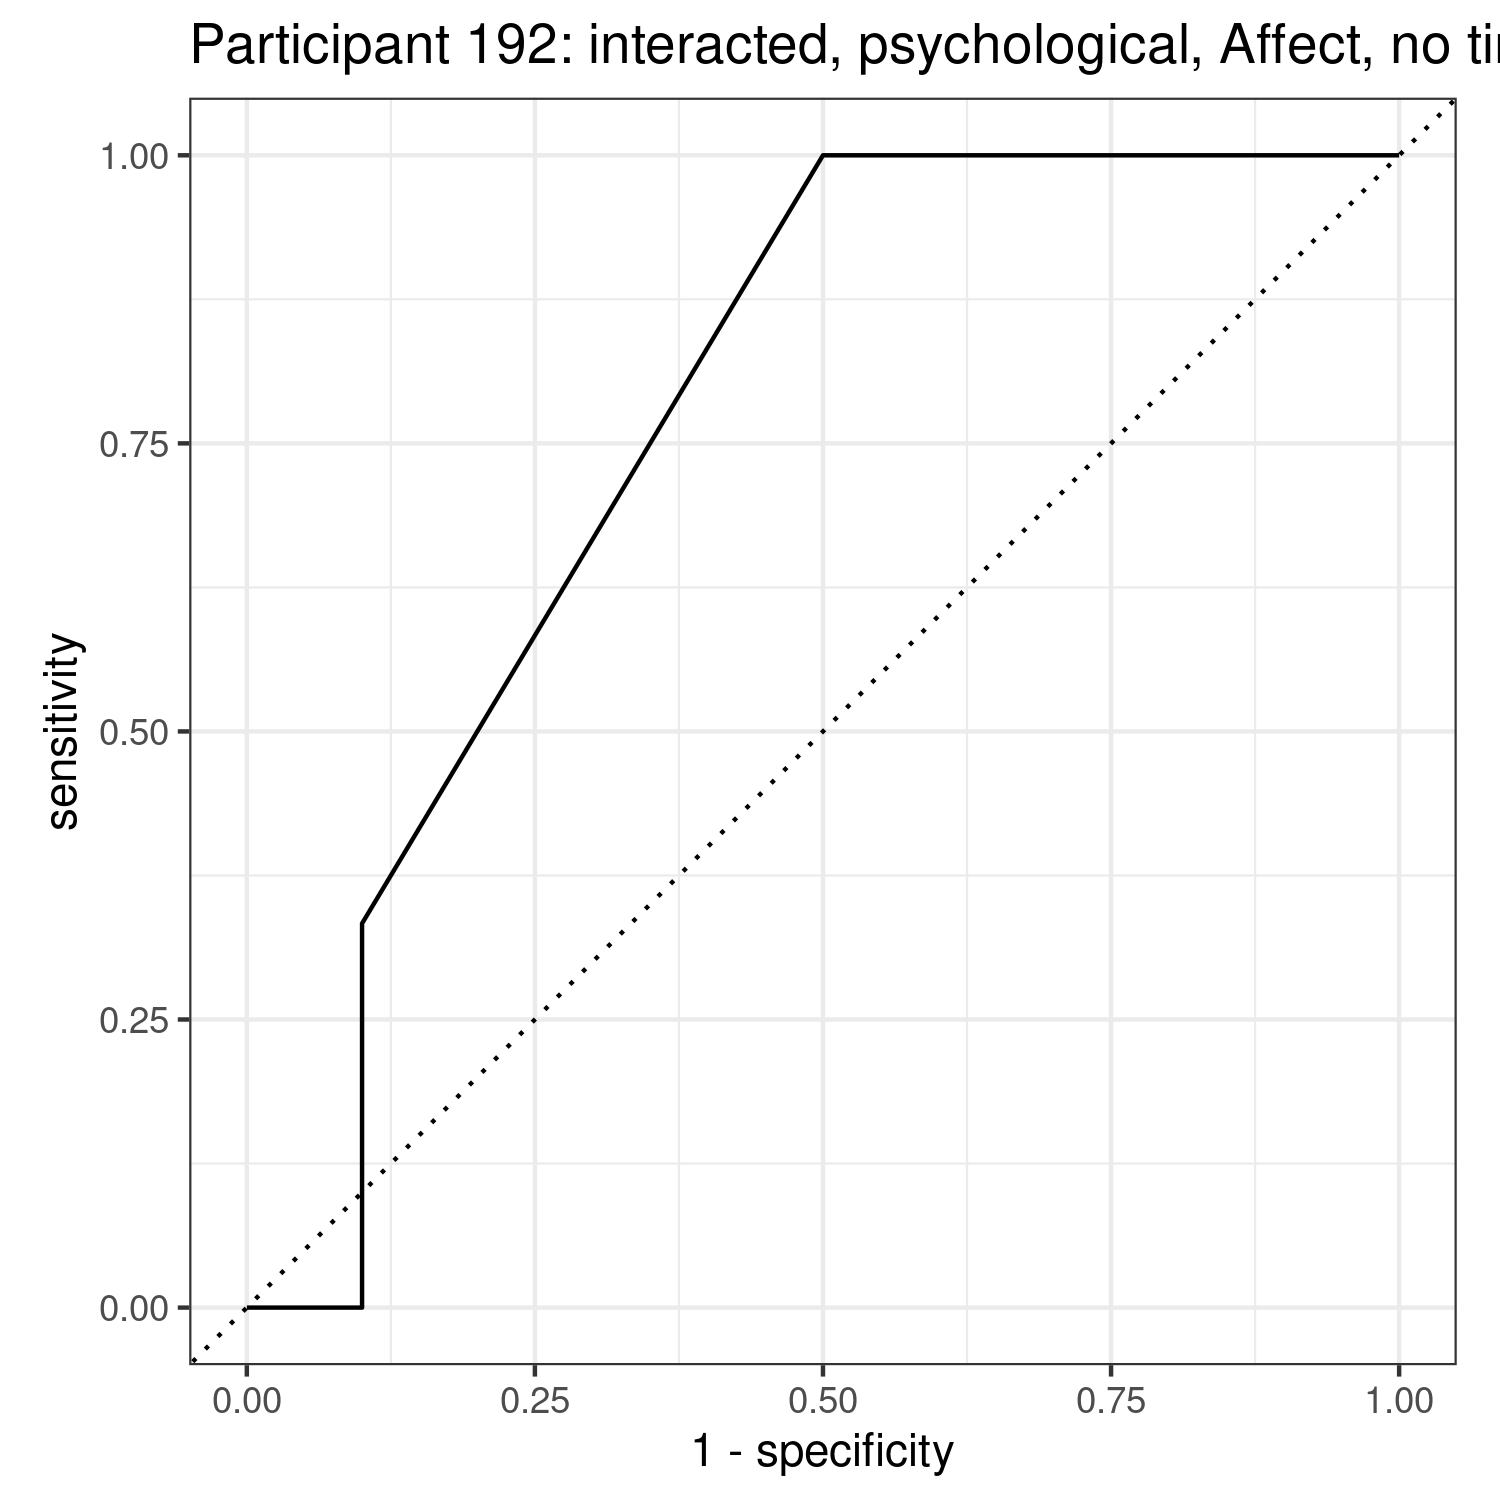 Participant 192: interacted, psychological, Affect, no
1.00
0.75
0.50
0.25
0.00
sensitivity
0.00 0.25 0.50 0.75 1.00
1 - specificity